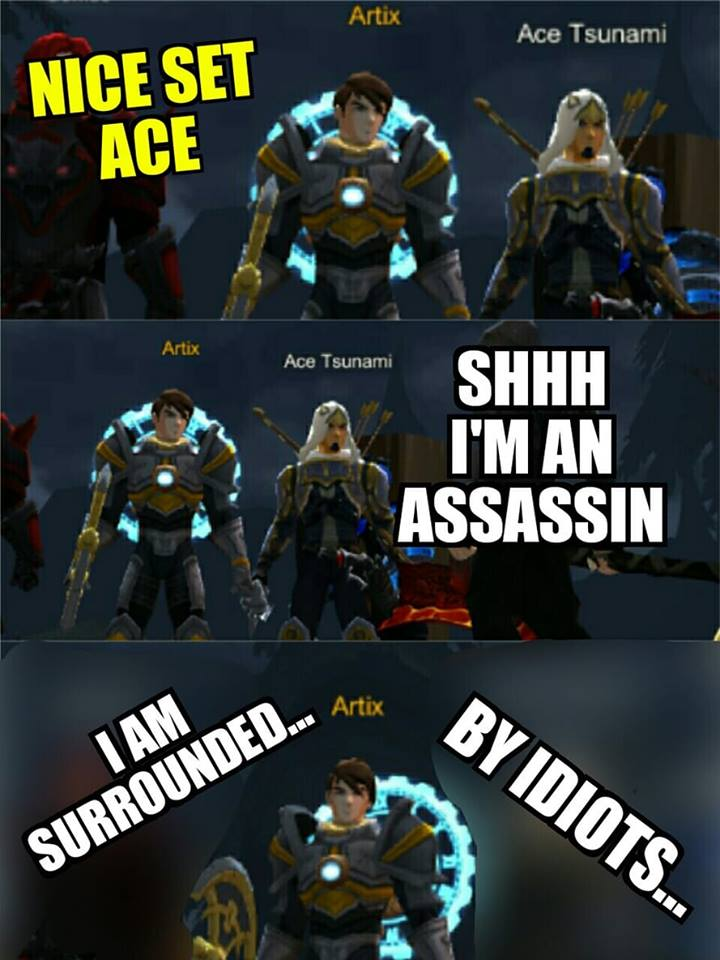 Artix
Ace Tsunami
NICE SET
ACE
Artix
Ace Tsunami
SHHH
I'M AN
ASSASSIN
I AM
SURROUNDED...
Artix
BY IDIOTS...